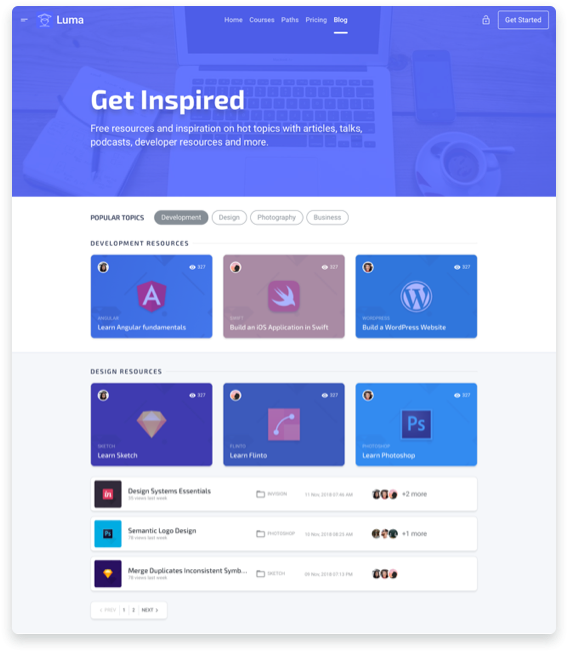 Luma
Home Courses Paths Pricing Blog
Get Started
Get Inspired
Free resources and inspiration on hot topics with articles, talks,
podcasts, developer resources and more.
POPULAR TOPICS Development Design Photography Business
DEVELOPMENT RESOURCES
327 327 327
ANGULAR SWIFT WORDPRESS
Learn Angular fundamentals Build an iOS Application in Swift Build a WordPress Website
DESIGN RESOURCES
327 327 327
Ps
SKETCH FLINTO PHOTOSHOP
Learn Sketch Learn Flinto Learn Photoshop
in Design Systems Essentials INVISION 11 Nov, 2018 07:46 AM +2 more
views last week
Ps Semantic Logo Design PHOTOSHOP 10 Nov, 2018 08:23 AM +1 more
78 views last week
Merge Duplicates Inconsistent Symb... SKETCH 09 Nov, 2018 07:13 PM
78 views last week
< PREV 1 2 NEXT >